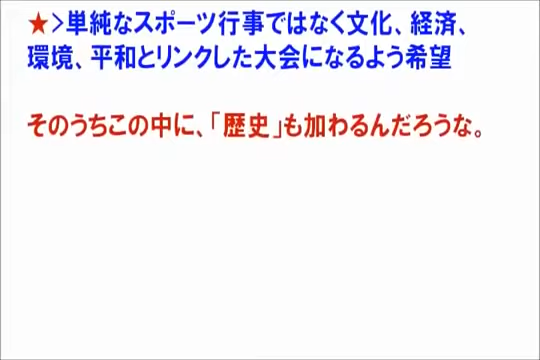 ★>単純なスポーツ行事ではなく文化、経済、
環境、平和とリンクした大会になるよう希望
そのうちこの中に、「歴史」も加わるんだろうな。